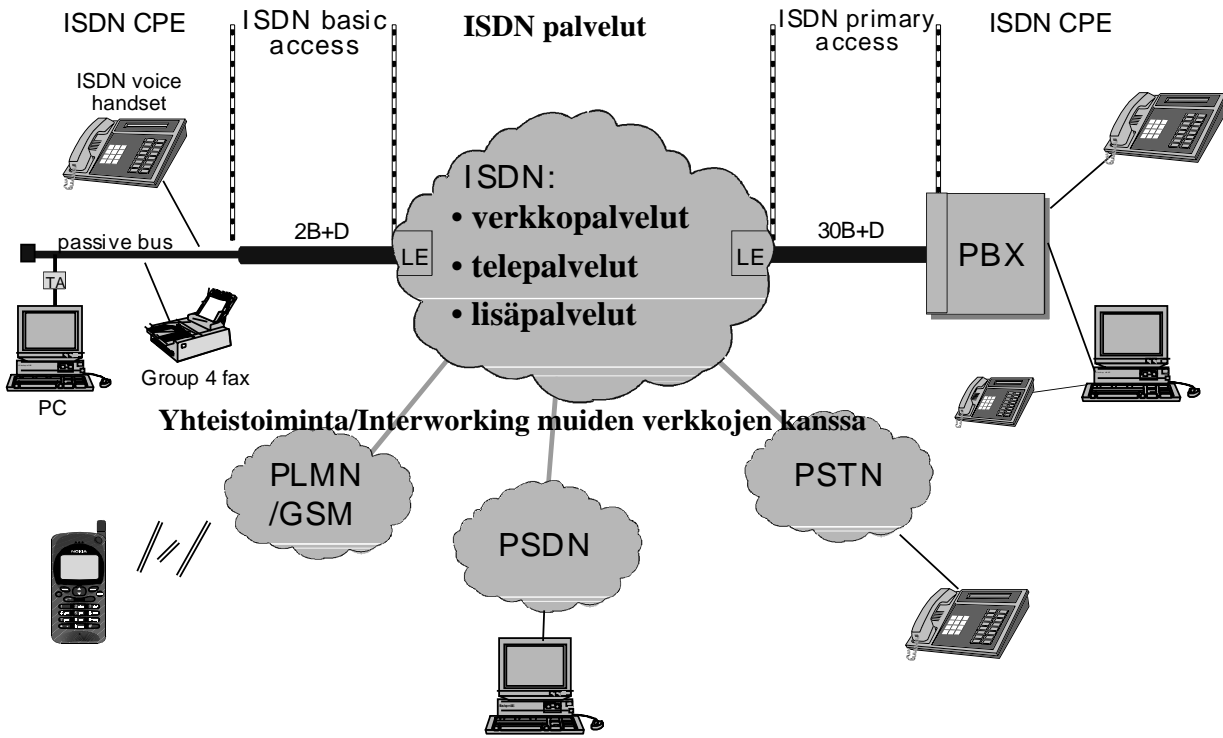 ISDN CPE
ISDN basic
access
ISDN palvelut
ISDN primary
access
ISDN CPE
ISDN voice
handset
ISDN:
• verkkopalvelut
• telepalvelut
• lisäpalvelut
passive bus
2B+D
LE
LE
30B+D
PBX
TA
PC
Group 4 fax
Yhteistoiminta/Interworking muiden verkkojen kanssa
PLMN
/GSM
PSDN
PSTN
NOKIA